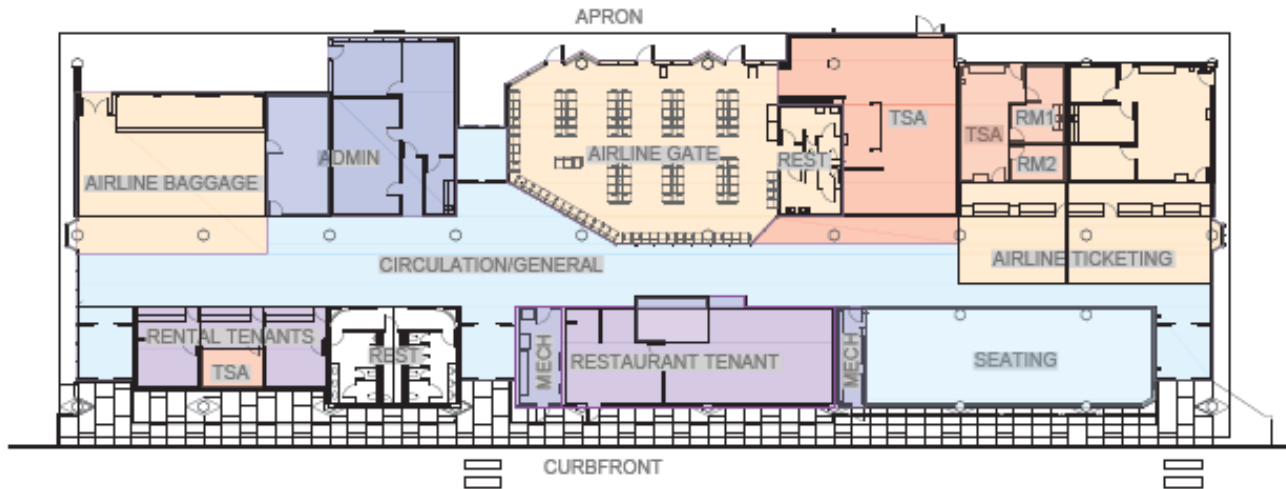 APRON
TSA
RM1
TSA
ADMIN
AIRLINE GATE
REST
RM2
AIRLINE BAGGAGE
CIRCULATION/GENERAL
AIRLINE TICKETING
RENTAL TENANTS
REST
MECH
RESTAURANT TENANT
MECH
SEATING
TSA
CURBFRONT